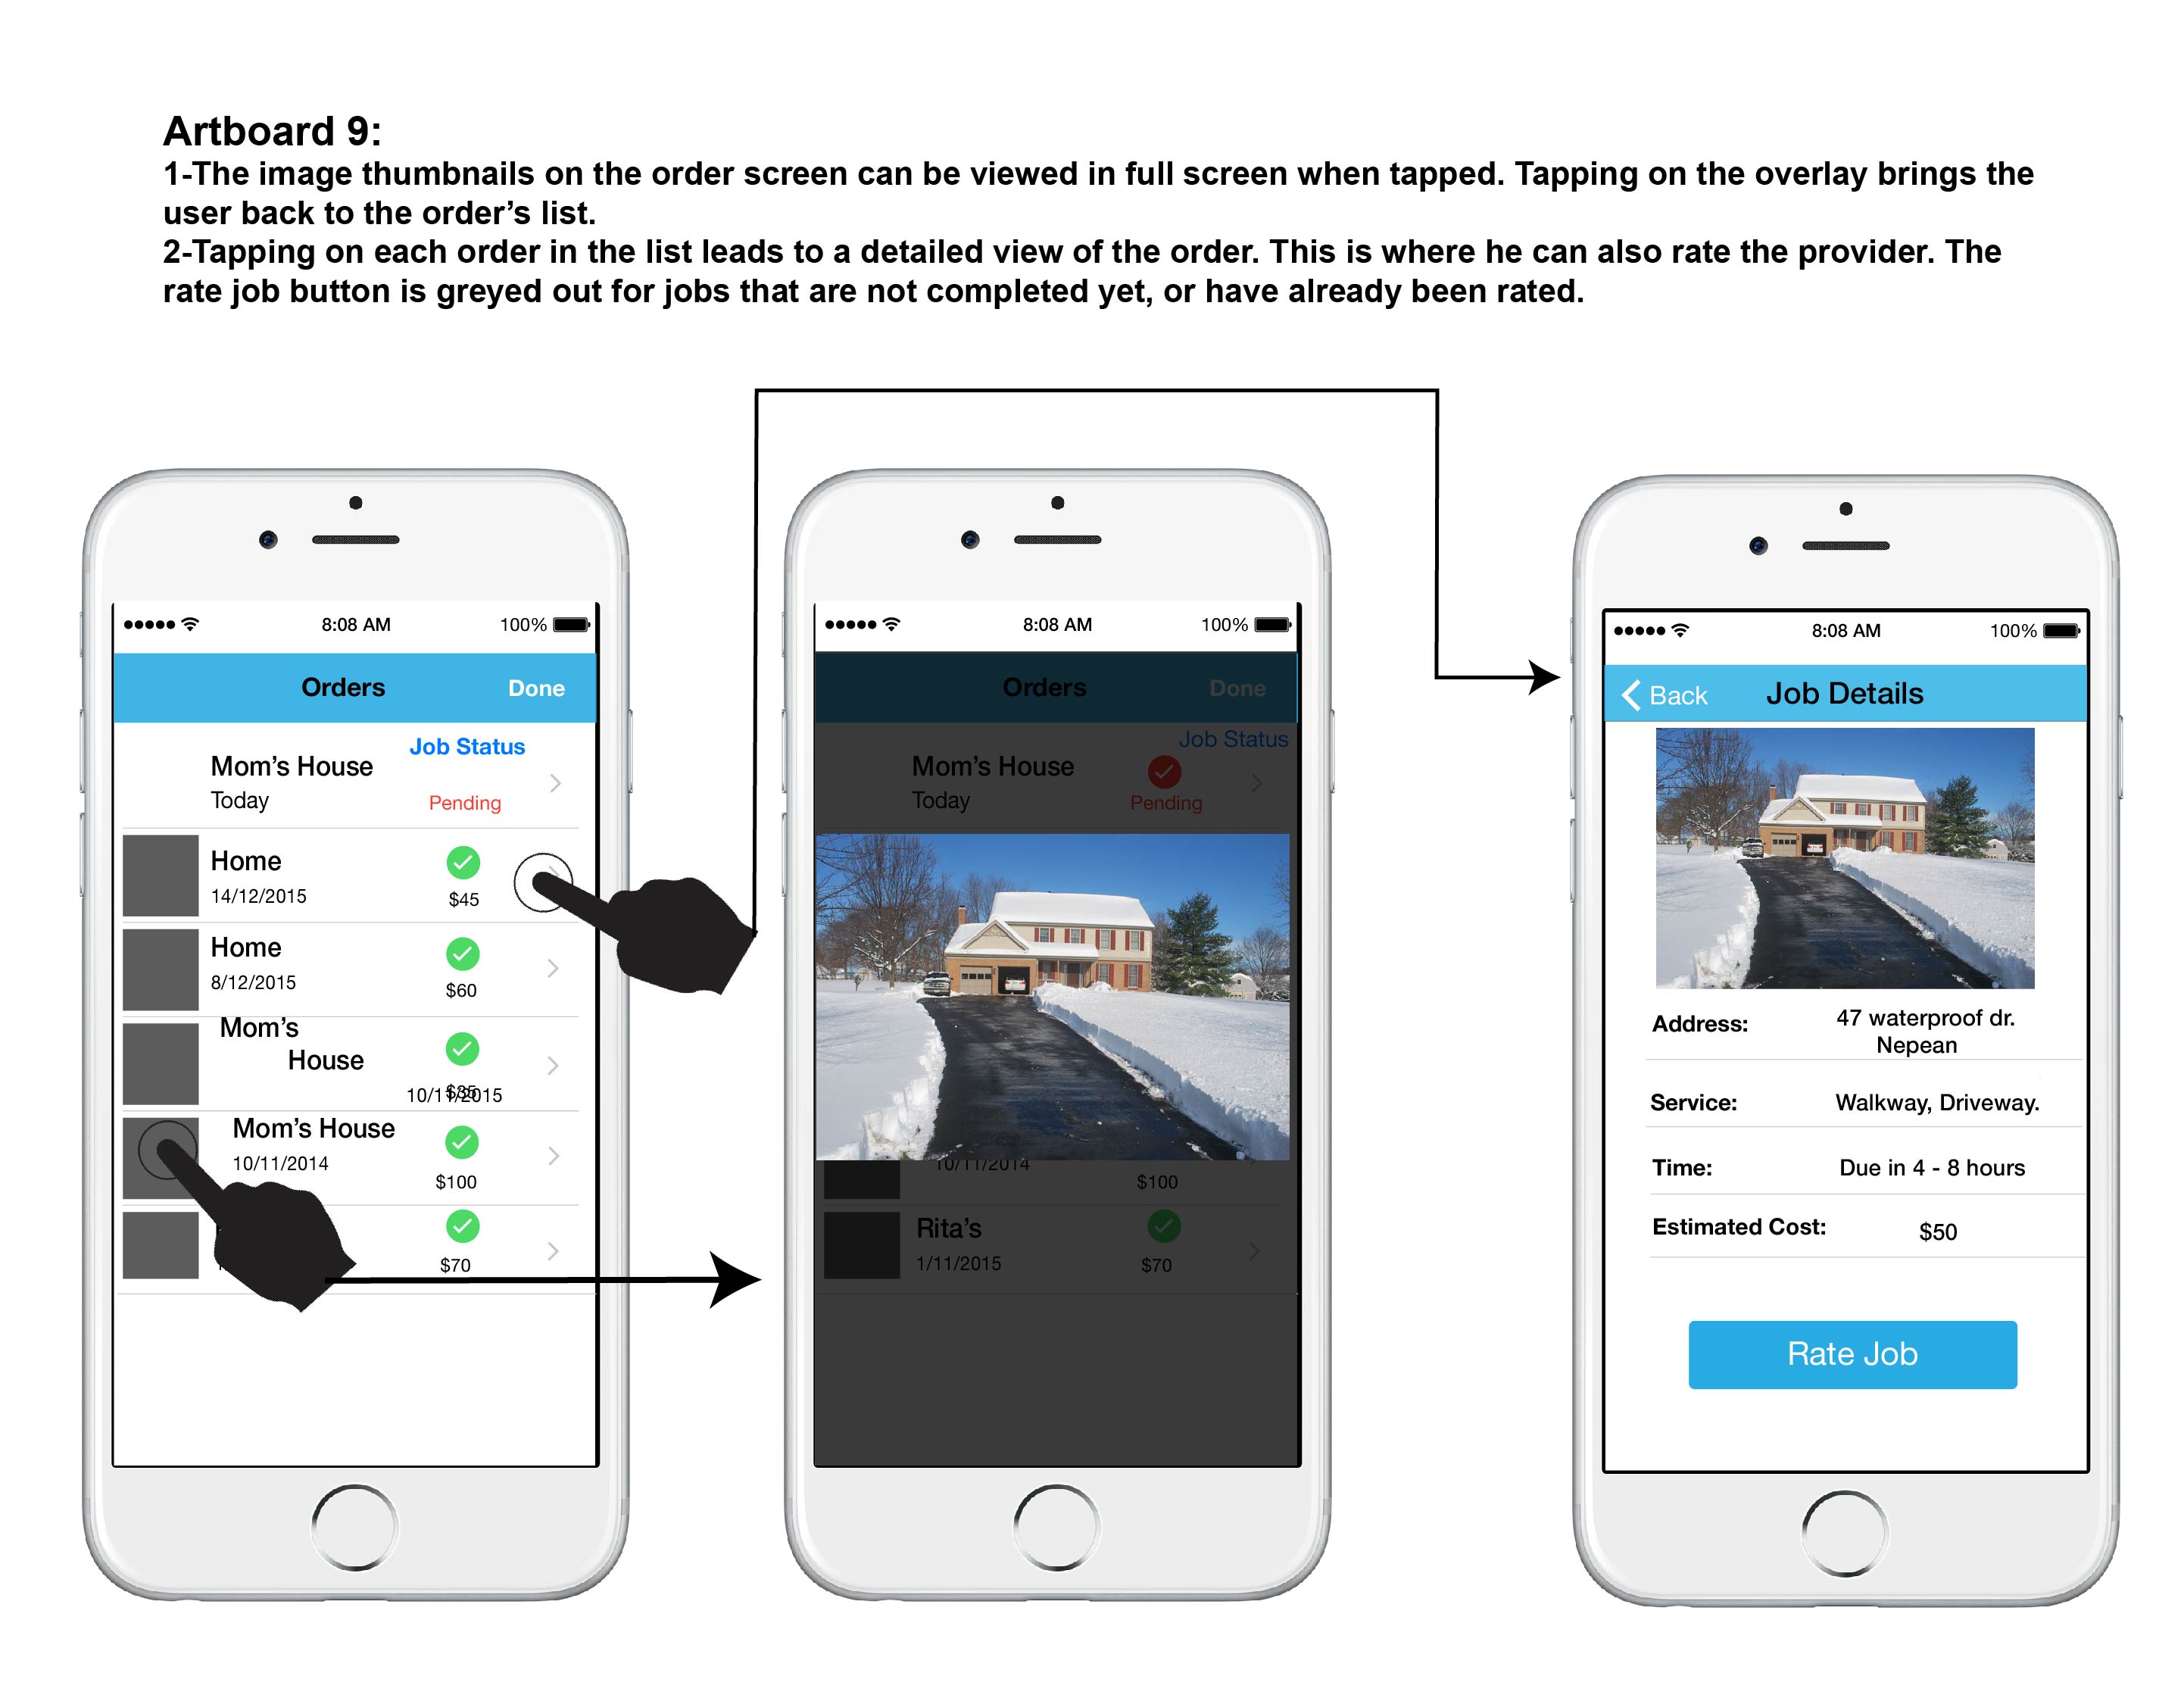 Artboard 9:
1-The image thumbnails on the order screen can be viewed in full screen when tapped. Tapping on the overlay brings the
user back to the order’s list.
2-Tapping on each order in the list leads to a detailed view of the order. This is where he can also rate the provider. The
rate job button is greyed out for jobs that are not completed yet, or have already been rated.
8:08 AM 100%
Orders Done
Job Status
Mom’s House
Today Pending
Home
14/12/2015 $45
Home
8/12/2015 $60
Mom’s
House
10/11/2015 $35
Mom’s House
10/11/2014
$100
$70
8:08 AM 100%
Orders Done
Job Status
Mom’s House
Today Pending
10/11/2014
$100
Rita’s
1/11/2015 $70
8:08 AM 100%
Back Job Details
Address: 47 waterproof dr.
Nepean
Service: Walkway, Driveway.
Time: Due in 4 - 8 hours
Estimated Cost: $50
Rate Job